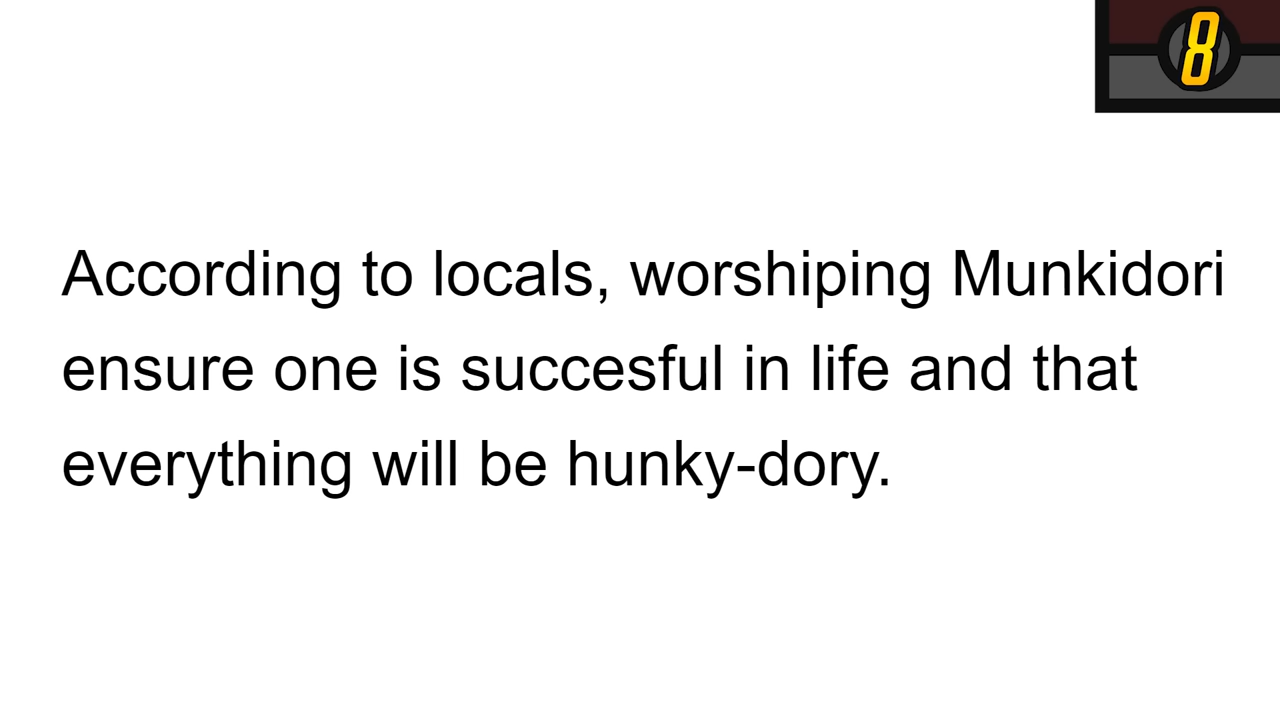 8
According to locals, worshiping Munkidori
ensure one is succesful in life and that
everything will be hunky-dory.